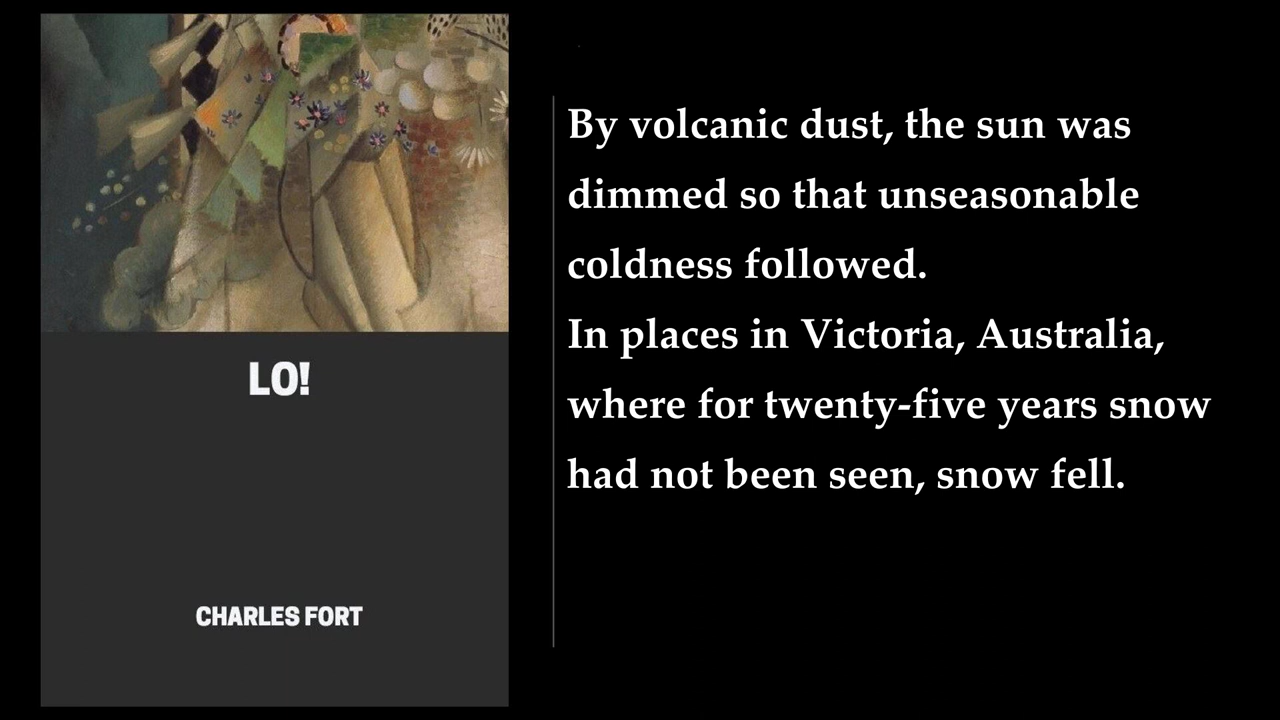 LO!
CHARLES FORT
By volcanic dust, the sun was
dimmed so that unseasonable
coldness followed.
In places in Victoria, Australia,
where for twenty-five years snow
had not been seen, snow fell.